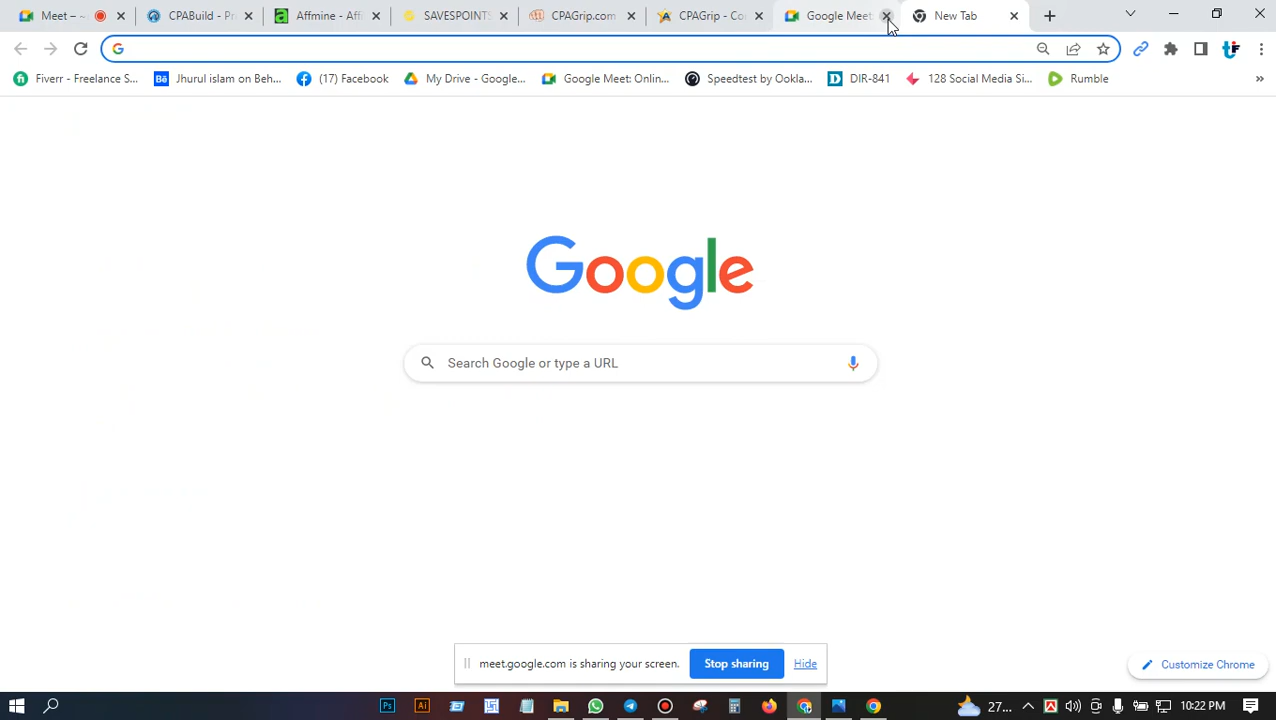 Meet –
CPABuild - Pr
Affmine - Affi
SAVESPOINTS
CPAGrip.com
CPAGrip - Co
Google Meet:
New Tab
Fiverr - Freelance S...
Jhurul islam on Beh...
(17) Facebook
My Drive - Google...
Google Meet: Onlin...
Speedtest by Ookla...
DIR-841
128 Social Media Si...
Rumble
»
Google
Search Google or type a URL
meet.google.com is sharing your screen.
Stop sharing
Hide
Customize Chrome
27...
10:22 PM